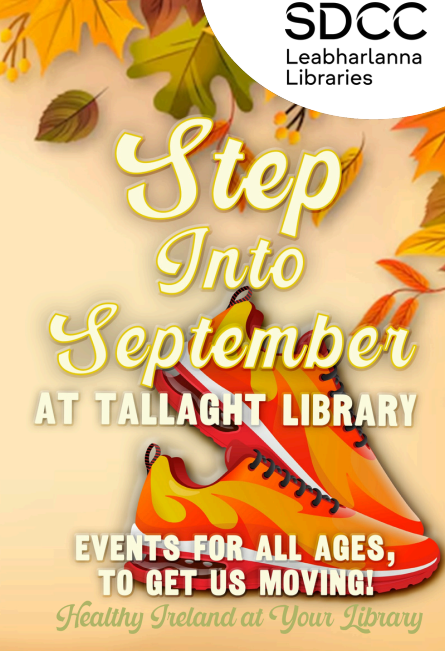 SDCC
Leabharlanna
Libraries
Step
Into
September
AT TALLAGHT LIBRARY
EVENTS FOR ALL AGES,
TO GET US MOVING!
Healthy Ireland at Your Library